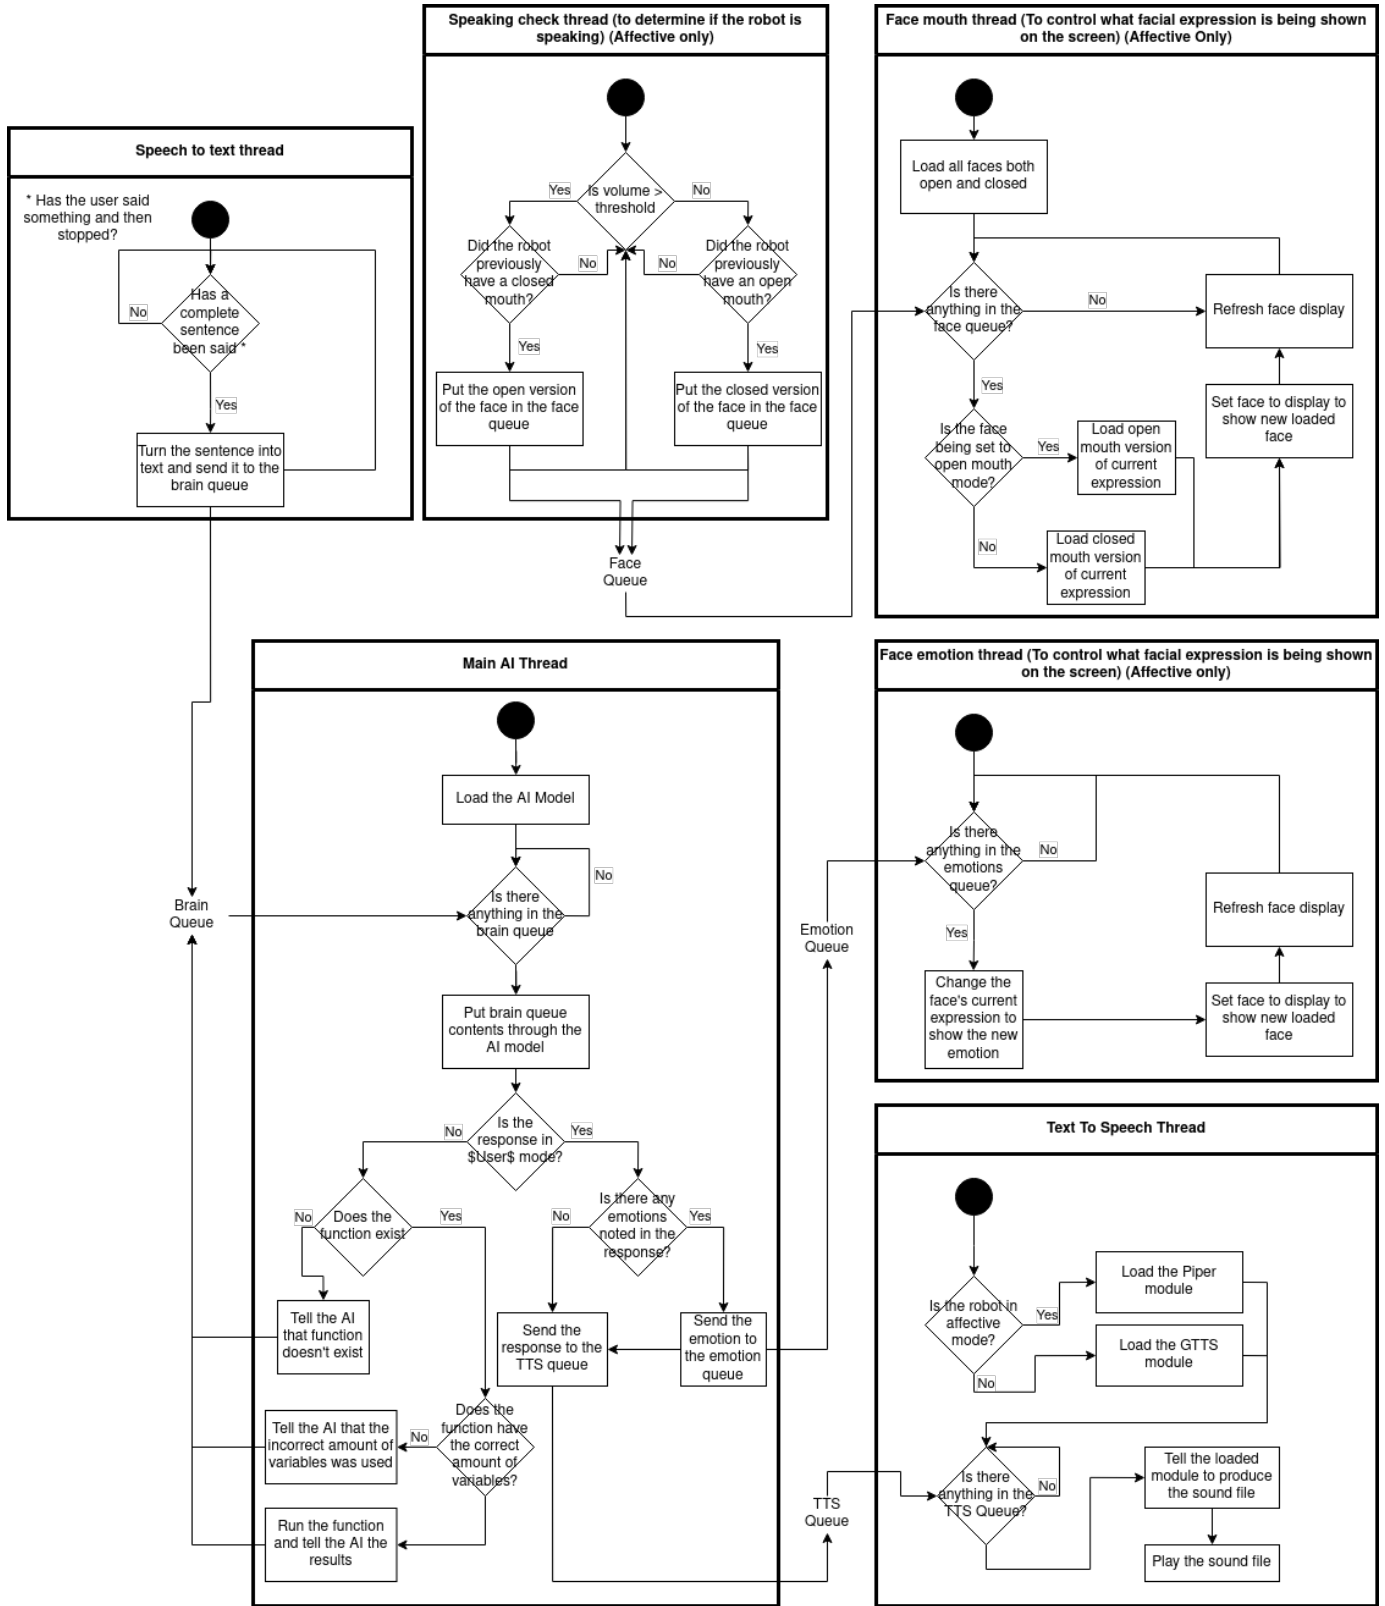 Speaking check thread (to determine if the robot is
speaking) (Affective only)
Is volume >
threshold
Yes
No
Did the robot
previously
have a closed
mouth?
No
No
Did the robot
previously
have an open
mouth?
Yes
Yes
Put the open version
of the face in the face
queue
Put the closed version
of the face in the face
queue
Face
Queue
Face mouth thread (To control what facial expression is being shown
on the screen) (Affective Only)
Load all faces both
open and closed
Is there
anything in the
face queue?
No
Refresh face display
Yes
Is the face
being set to
open mouth
mode?
Yes
Load open
mouth version
of current
expression
Set face to display to
show new loaded
face
No
Load closed
mouth version
of current
expression
Speech to text thread
* Has the user said
something and then
stopped?
Has a
complete
sentence
been said *
No
Yes
Turn the sentence into
text and send it to the
brain queue
Brain
Queue
Main AI Thread
Load the AI Model
Is there
anything in the
brain queue
No
Put brain queue
contents through the
AI model
Is the
response in
$User$ mode?
No
Yes
Does the
function exist
No
Yes
Is there any
emotions
noted in the
response?
No
Yes
Tell the AI
that function
doesn't exist
Send the
response to the
TTS queue
Send the
emotion to
the emotion
queue
Does the
function have
the correct
amount of
variables?
No
Tell the AI that the
incorrect amount of
variables was used
Run the function
and tell the AI the
results
Emotion
Queue
TTS
Queue
Face emotion thread (To control what facial expression is being shown
on the screen) (Affective only)
Is there
anything in the
emotions
queue?
No
Yes
Refresh face display
Change the
face's current
expression to
show the new
emotion
Set face to display to
show new loaded
face
Text To Speech Thread
Is the robot in
affective
mode?
Yes
Load the Piper
module
No
Load the GTTS
module
Is there
anything in the
TTS Queue?
No
Tell the loaded
module to produce
the sound file
Play the sound file